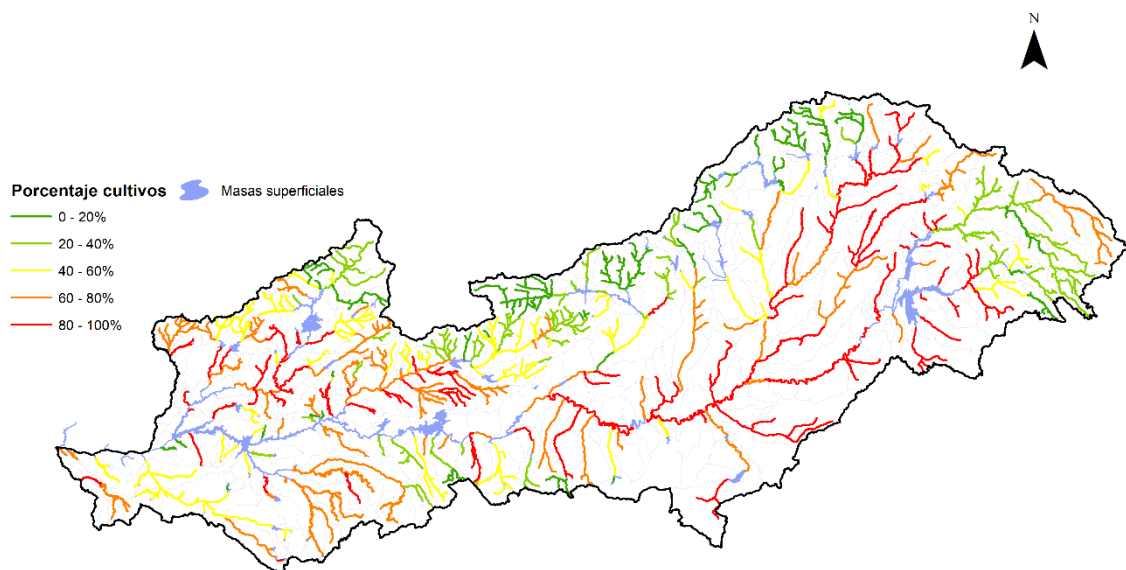 N
Porcentaje cultivos
Masas superficiales
0 - 20%
20 - 40%
40 - 60%
60 - 80%
80 - 100%